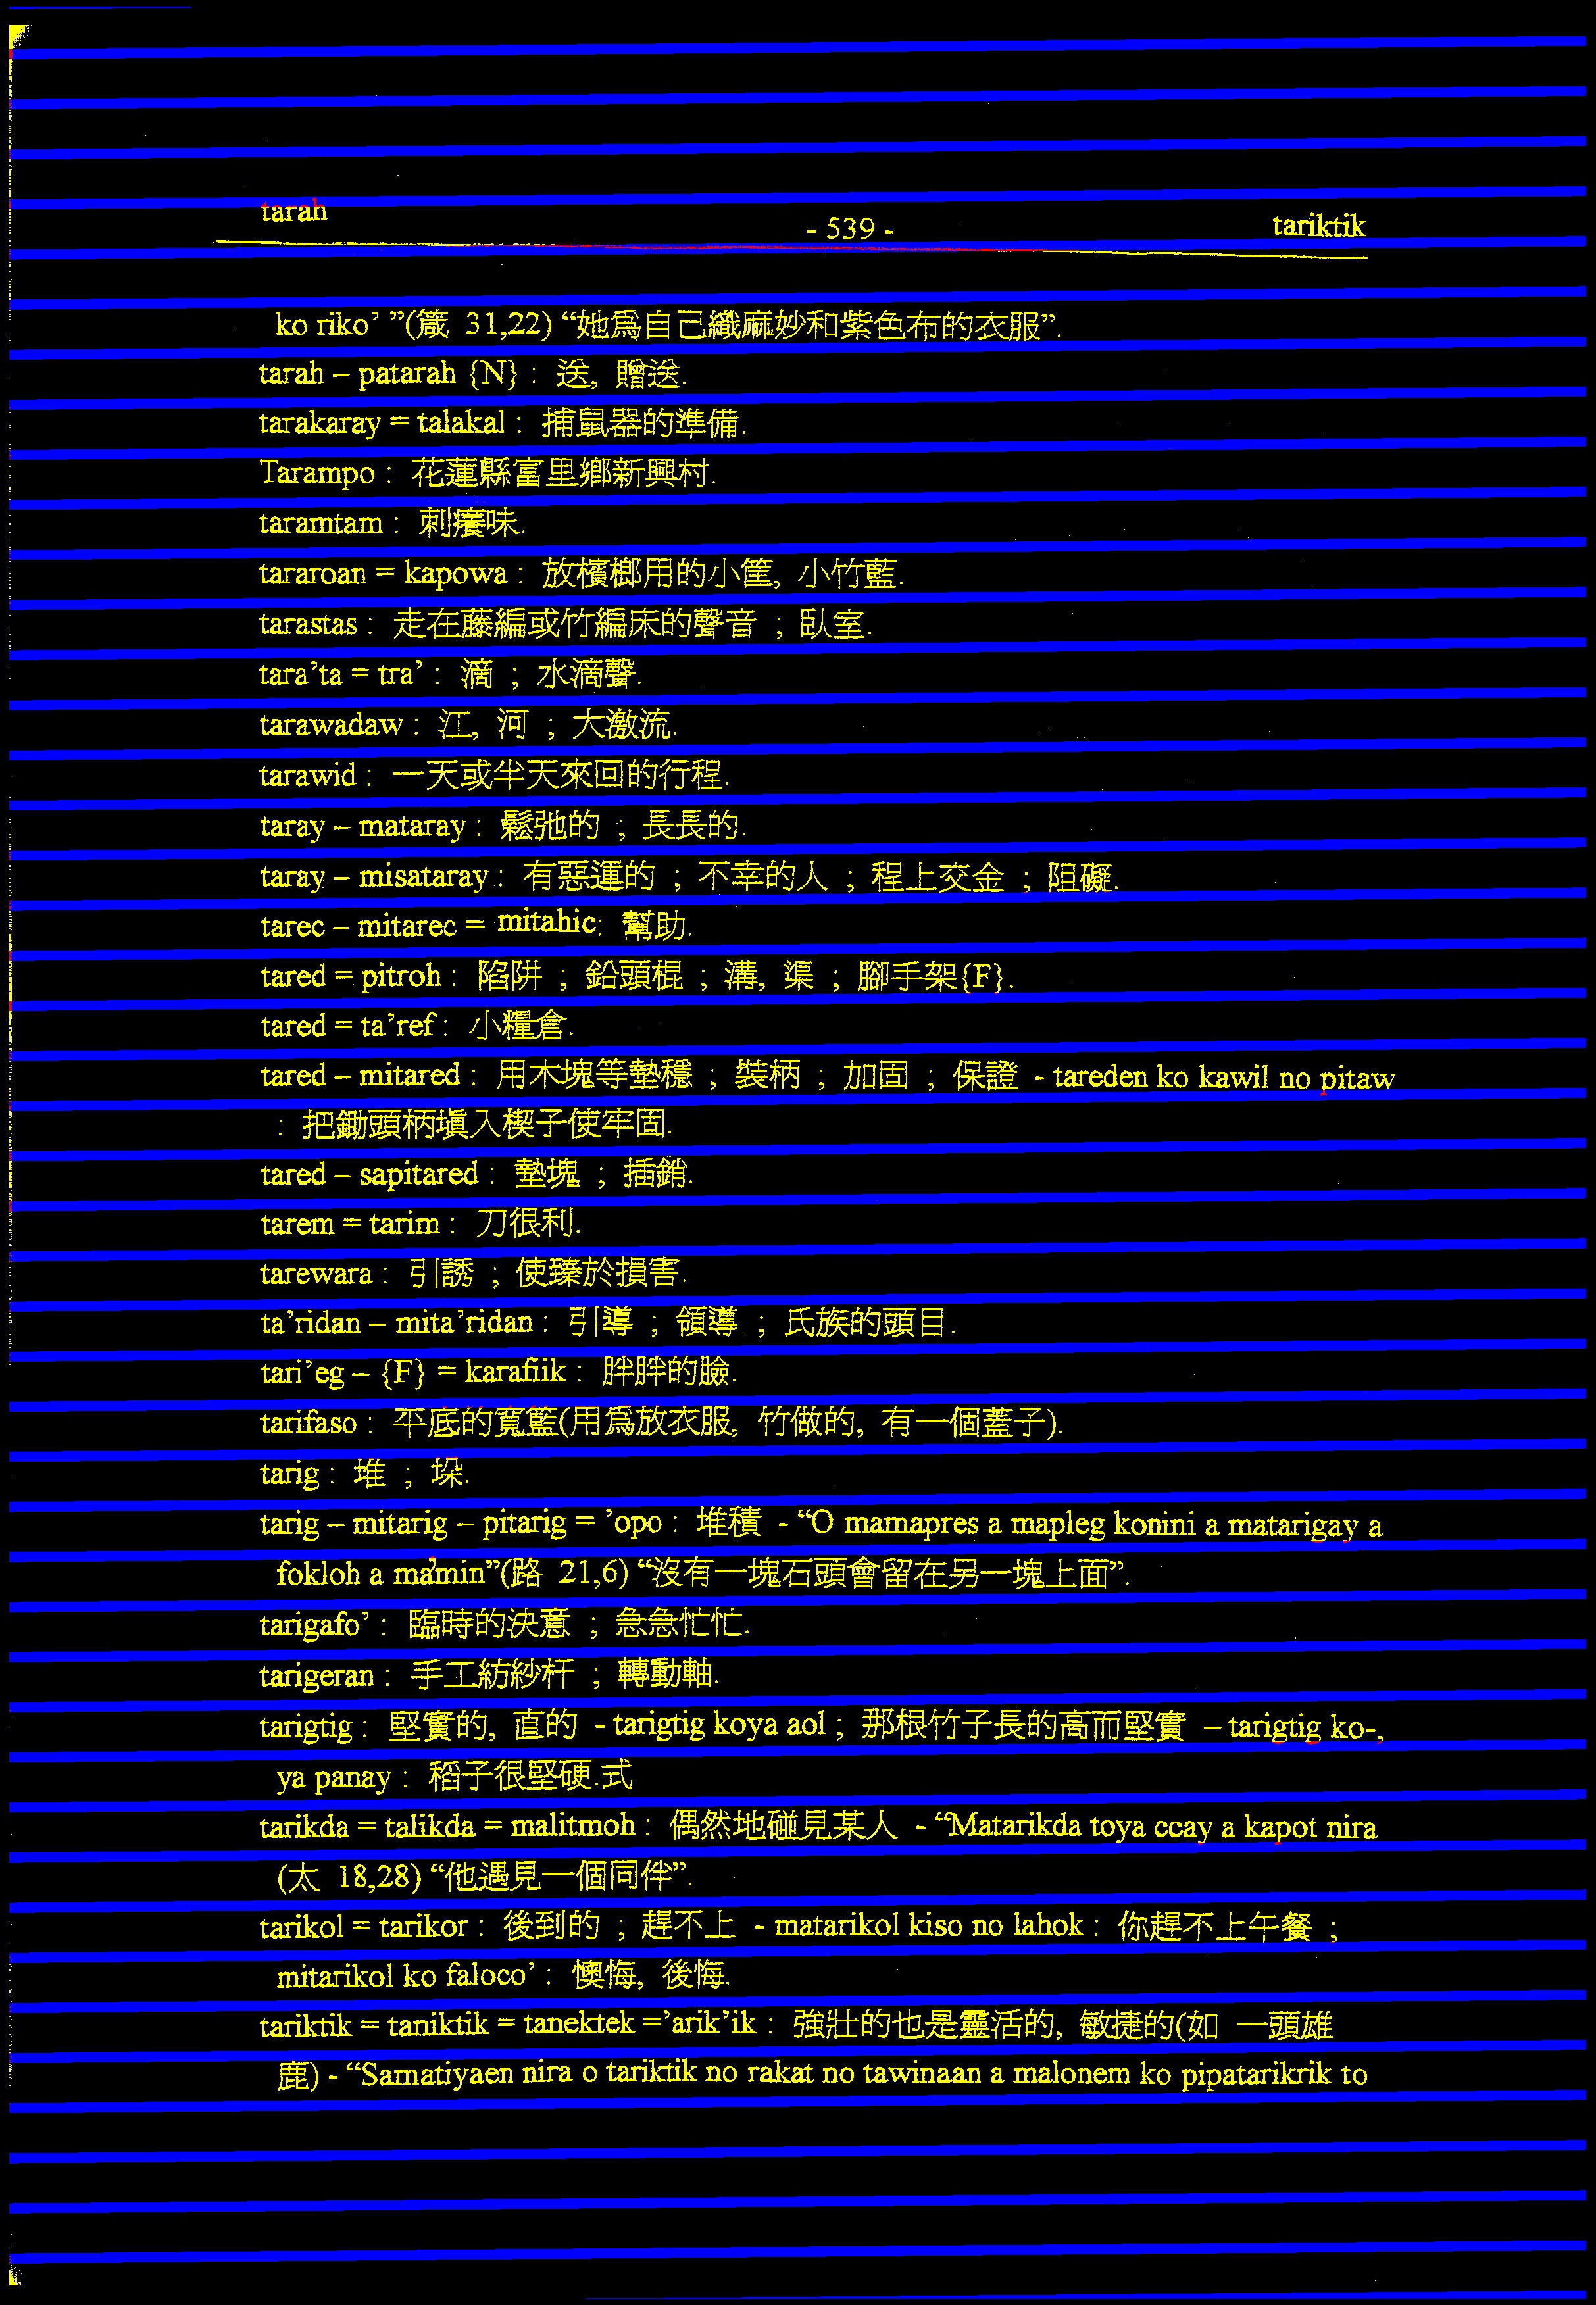 tarah - 539 - tariktik
ko riko’ ”(箴 31,22) “她爲自己織麻妙和紫色布的衣服”.
tarah – patarah {N} : 送, 贈送.
tarakaray = talakal : 捕鼠器的準備.
Tarampo : 花蓮縣富里鄉新興村.
taramtam : 刺癢味.
tararoan = kapowa : 放檳榔用的小筐, 小竹藍.
tarastas : 走在藤編或竹編床的聲音 ; 臥室.
tara’ta = tra’ : 滴 ; 水滴聲.
tarawadaw : 江, 河 ; 大激流.
tarawid : 一天或半天來回的行程.
taray – mataray : 鬆弛的 ; 長長的.
taray – misataray : 有惡運的 ; 不幸的人 ; 程上交金 ; 阻礙.
tarec – mitarec = mitahic: 幫助.
tared = pitroh : 陷阱 ; 鉛頭棍 ; 溝, 渠 ; 腳手架{F}.
tared = ta’ref : 小糧倉.
tared – mitared : 用木塊等墊穩 ; 裝柄 ; 加固 ; 保證 - tareden ko kawil no pitaw
: 把鋤頭柄塡入楔子使牢固.
tared – sapitared : 墊塊 ; 插銷.
tarem = tarim : 刀很利.
tarewara : 引誘 ; 使臻於損害.
ta’ridan – mita’ridan : 引導 ; 領導 ; 氏族的頭目.
tari’eg – {F} = karafiik : 胖胖的臉.
tarifaso : 平底的寬籃(用爲放衣服, 竹做的, 有一個蓋子).
tarig : 堆 ; 垛.
tarig – mitarig – pitarig = ’opo : 堆積 - “O mamapres a mapleg konini a matarigay a
fokloh a ma’min”(路 21,6) “沒有一塊石頭會留在另一塊上面”.
tarigafo’ : 臨時的決意 ; 急急忙忙.
tarigeran : 手工紡紗杆 ; 轉動軸.
tarigtig : 堅實的, 直的 - tarigtig koya aol ; 那根竹子長的高而堅實 – tarigtig ko-,
ya panay : 稻子很堅硬.式
tarikda = talikda = malitmoh : 偶然地碰見某人 - “Matarikda toya ccay a kapot nira
(太 18,28) “他遇見一個同伴”.
tarikol = tarikor : 後到的 ; 趕不上 - matarikol kiso no lahok : 你趕不上午餐 ;
mitarikol ko faloco’ : 懊悔, 後悔.
tariktik = taniktik = tanektek =’arik’ik : 強壯的也是靈活的, 敏捷的(如 一頭雄
鹿) - “Samatiyaen nira o tariktik no rakat no tawinaan a malonem ko pipatarikrik to